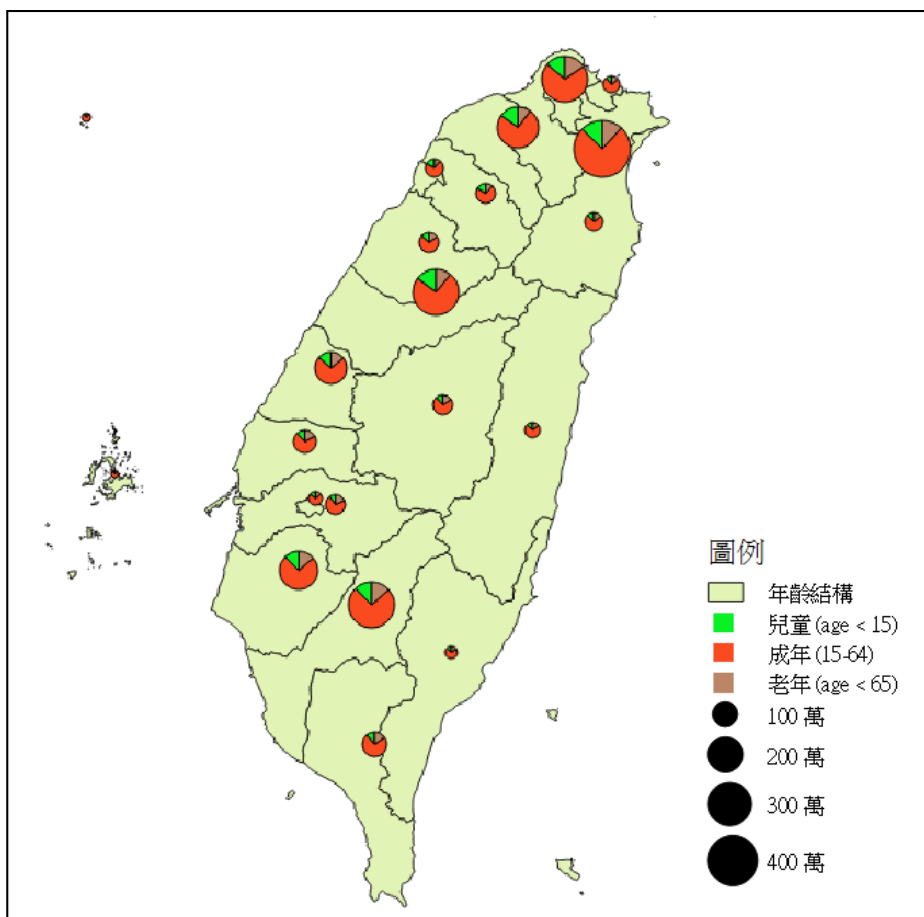 圖例
年齡結構
兒童 (age < 15)
成年 (15-64)
老年 (age < 65)
100 萬
200 萬
300 萬
400 萬